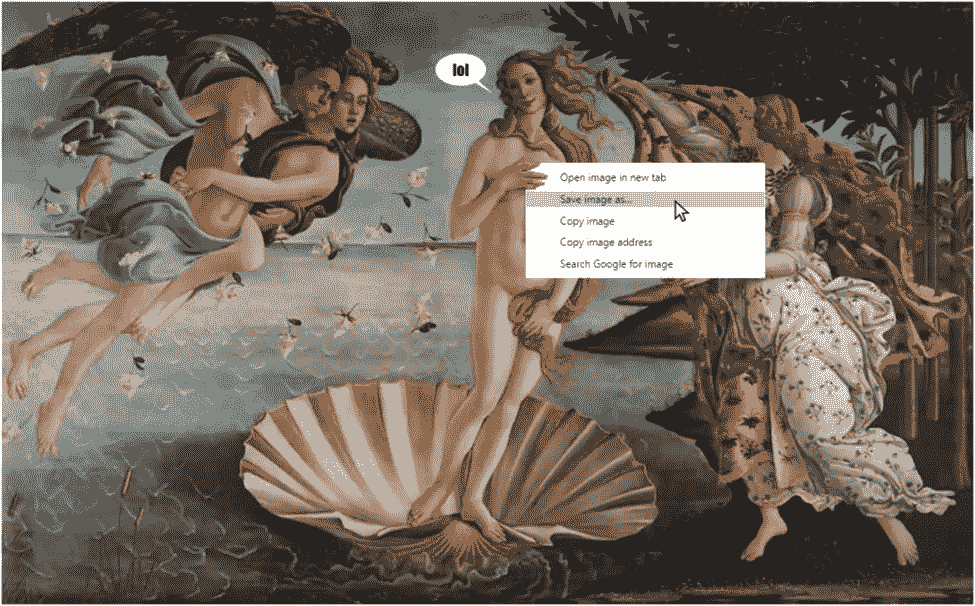 lol
Open image in new tab
Save image as...
Copy image
Copy image address
Search Google for image